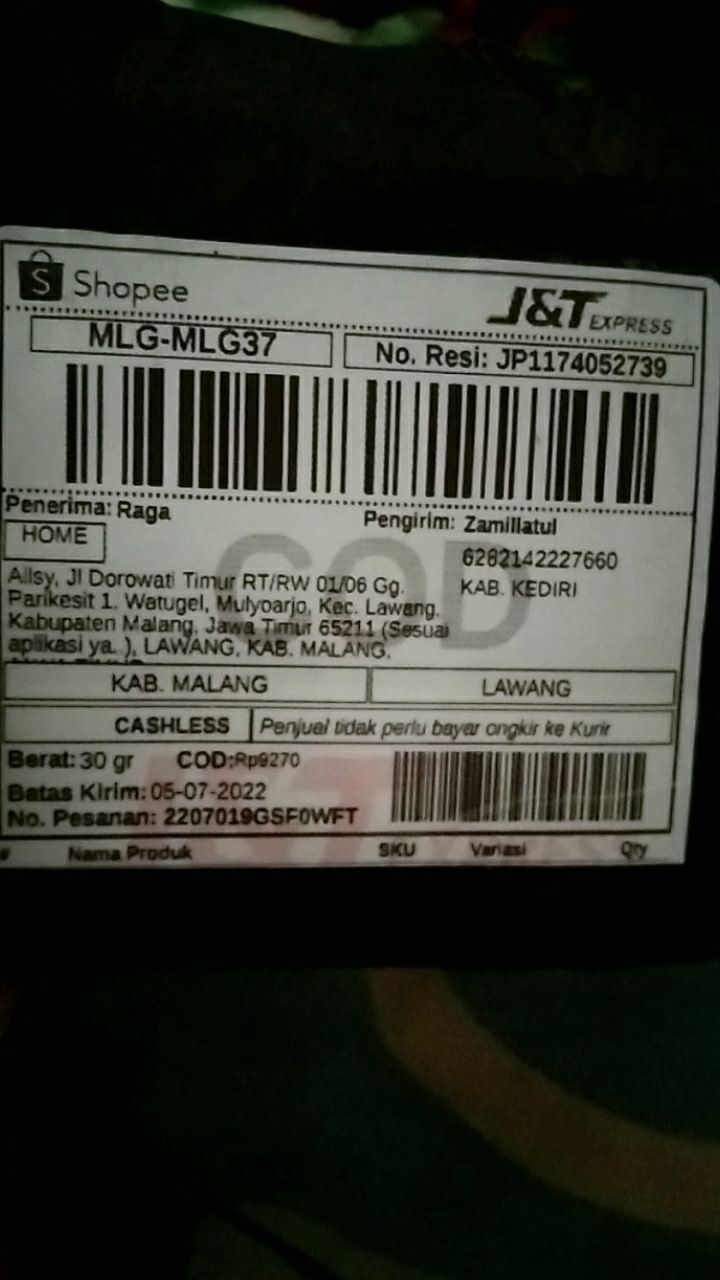 Shopee
J&T EXPRESS
MLG-MLG37
No. Resi: JP1174052739
Penerima: Raga
Pengirim: Zamillatul
HOME
6282142227660
KAB. KEDIRI
COD
Ailsy, Jl Dorowati Timur RT/RW 01/06 Gg.
Parikesit 1. Watugel, Mulyoarjo, Kec. Lawang,
Kabupaten Malang, Jawa Timur 65211 (Sesuai
aplikasi ya. ), LAWANG, KAB. MALANG,
KAB. MALANG
LAWANG
CASHLESS
Penjual tidak perlu bayar ongkir ke Kurir
Berat: 30 gr COD:Rp9270
Batas Kirim: 05-07-2022
No. Pesanan: 2207019GSF0WFT
# Nama Produk SKU Variasi Qty